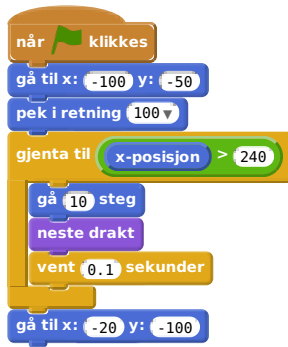 når klikkes
gå til x: -100 y: -50
pek i retning 100▼
gjenta til x-posisjon > 240
gå 10 steg
neste drakt
vent 0.1 sekunder
gå til x: -20 y: -100